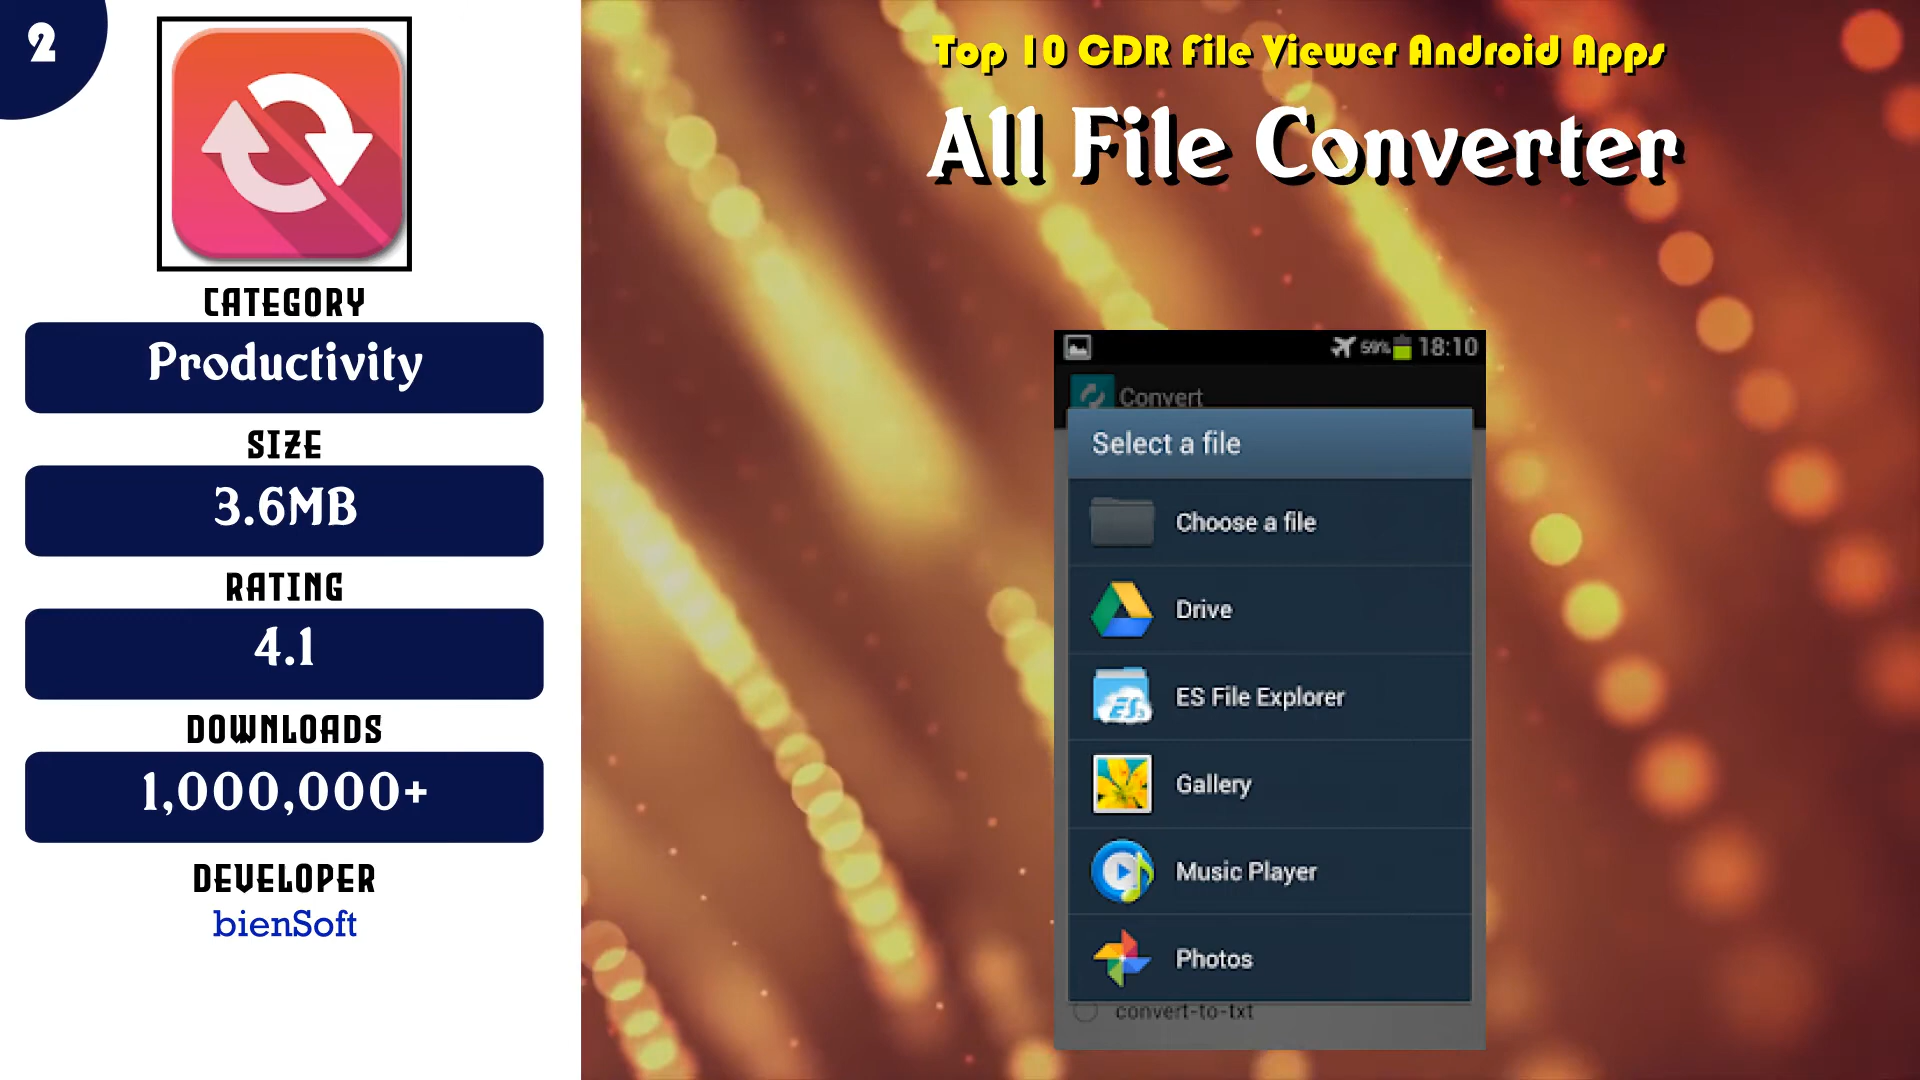 2
CATEGORY
Productivity
SIZE
3.6MB
RATING
4.1
DOWNLOADS
1,000,000+
DEVELOPER
bienSoft
Top 10 CDR File Viewer Android Apps
All File Converter
59% 18:10
Convert
Select a file
Choose a file
Drive
ES File Explorer
Gallery
Music Player
Photos
convert-to-txt